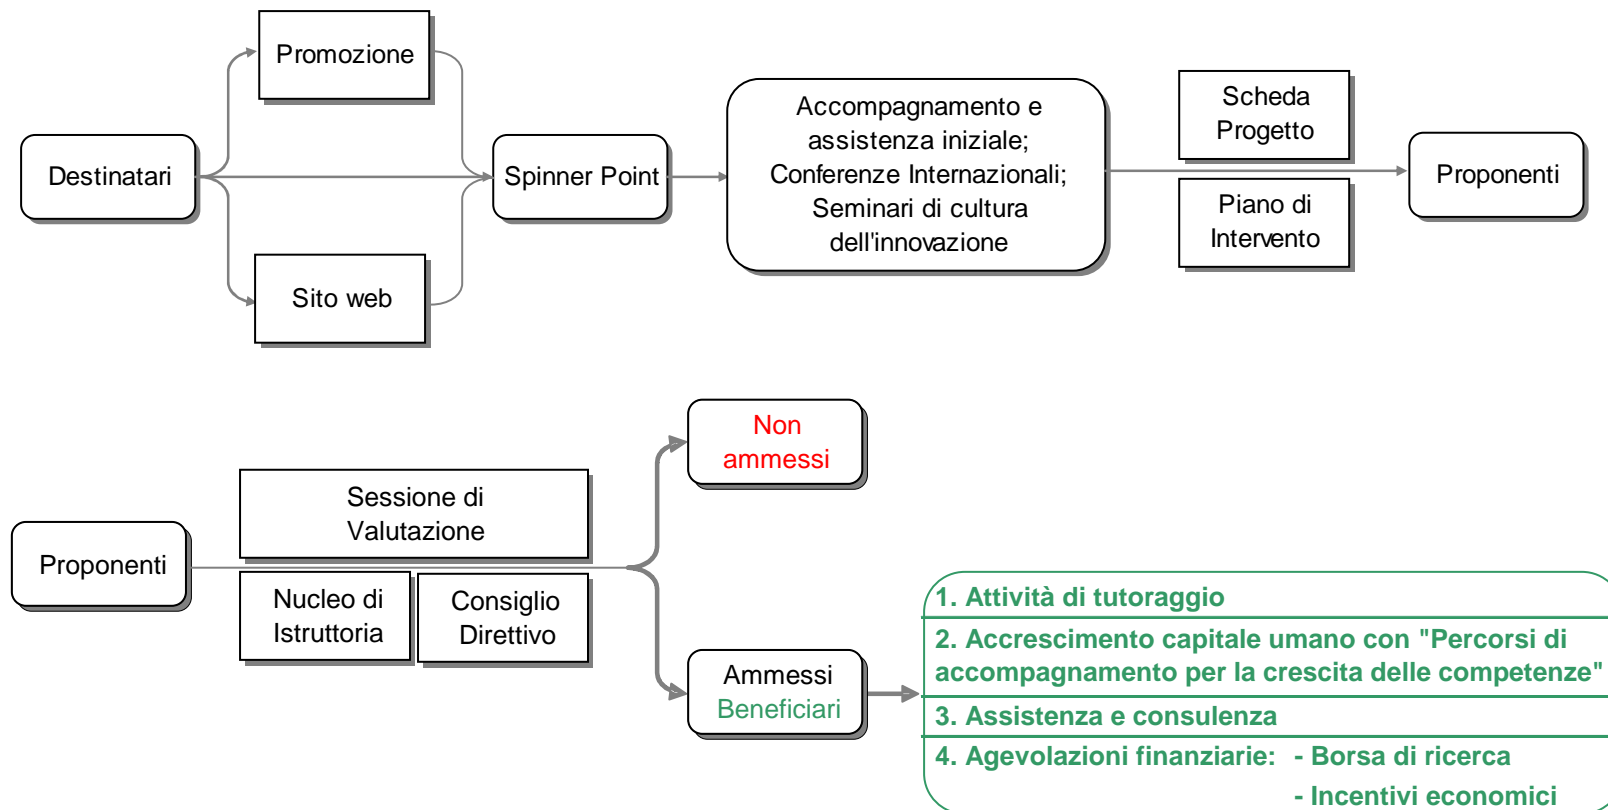 Promozione
Destinatari
Sito web
Spinner Point
Accompagnamento e
assistenza iniziale;
Conferenze Internazionali;
Seminari di cultura
dell'innovazione
Scheda
Progetto
Piano di
Intervento
Proponenti
Proponenti
Sessione di
Valutazione
Nucleo di
Istruttoria
Consiglio
Direttivo
Non
ammessi
Ammessi
Beneficiari
1. Attività di tutoraggio
2. Accrescimento capitale umano con "Percorsi di
accompagnamento per la crescita delle competenze"
3. Assistenza e consulenza
4. Agevolazioni finanziarie: - Borsa di ricerca
- Incentivi economici